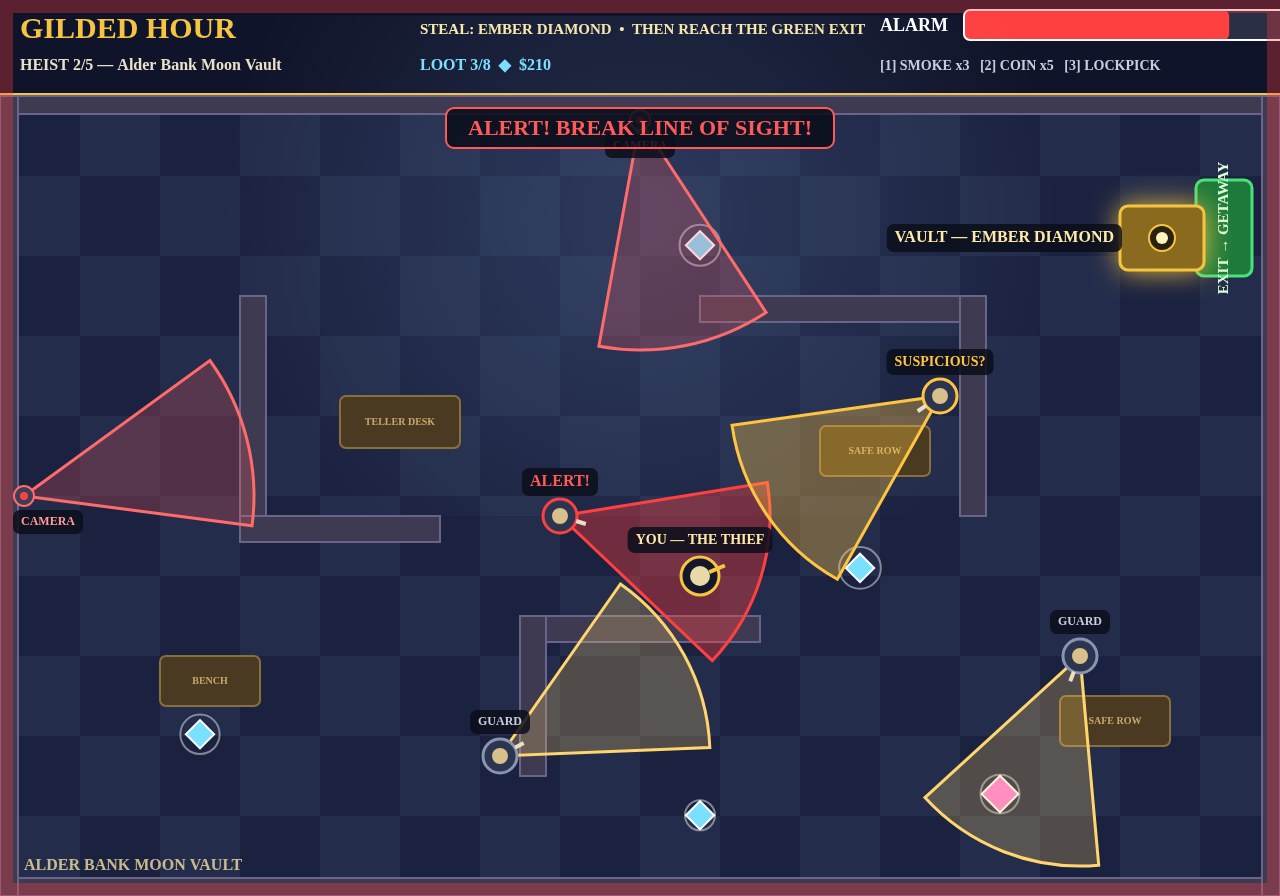 GILDED HOUR
STEAL: EMBER DIAMOND • THEN REACH THE GREEN EXIT
ALARM
HEIST 2/5 — Alder Bank Moon Vault
LOOT 3/8 ◆ $210
[1] SMOKE x3 [2] COIN x5 [3] LOCKPICK
ALERT! BREAK LINE OF SIGHT!
CAMERA
EXIT → GETAWAY
VAULT — EMBER DIAMOND
SUSPICIOUS?
TELLER DESK
SAFE ROW
ALERT!
CAMERA
YOU — THE THIEF
GUARD
BENCH
GUARD
SAFE ROW
ALDER BANK MOON VAULT